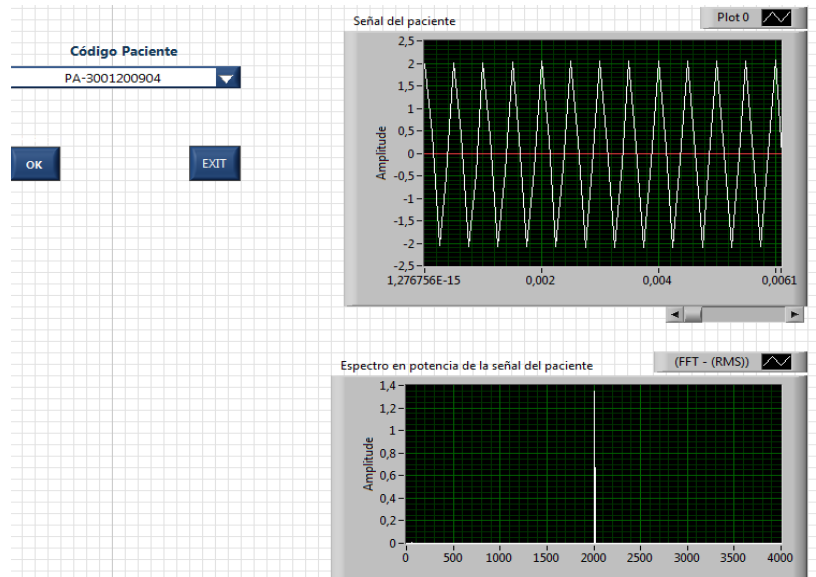 Código Paciente
PA-3001200904
OK
EXIT
Señal del paciente
Plot 0
Amplitude
2,5
2
1,5
1
0,5
0
-0,5
-1
-1,5
-2
-2,5
1,276756E-15 0,002 0,004 0,0061
Espectro en potencia de la señal del paciente
(FFT - (RMS))
Amplitude
1,4
1,2
1
0,8
0,6
0,4
0,2
0
0 500 1000 1500 2000 2500 3000 3500 4000